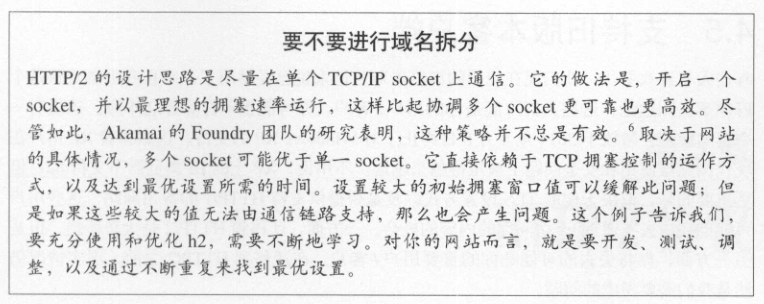 要不要进行域名拆分
HTTP/2 的设计思路是尽量在单个 TCP/IP socket 上通信。它的做法是，开启一个
socket，并以最理想的拥塞速率运行，这样比起协调多个 socket 更可靠也更高效。尽
管如此，Akamai 的 Foundry 团队的研究表明，这种策略并不总是有效。6 取决于网站
的具体情况，多个 socket 可能优于单一 socket。它直接依赖于 TCP 拥塞控制的运作方
式，以及达到最优设置所需的时间。设置较大的初始拥塞窗口值可以缓解此问题；但
是如果这些较大的值无法由通信链路支持，那么也会产生问题。这个例子告诉我们，
要充分使用和优化 h2，需要不断地学习。对你的网站而言，就是要开发、测试、调
整，以及通过不断重复来找到最优设置。